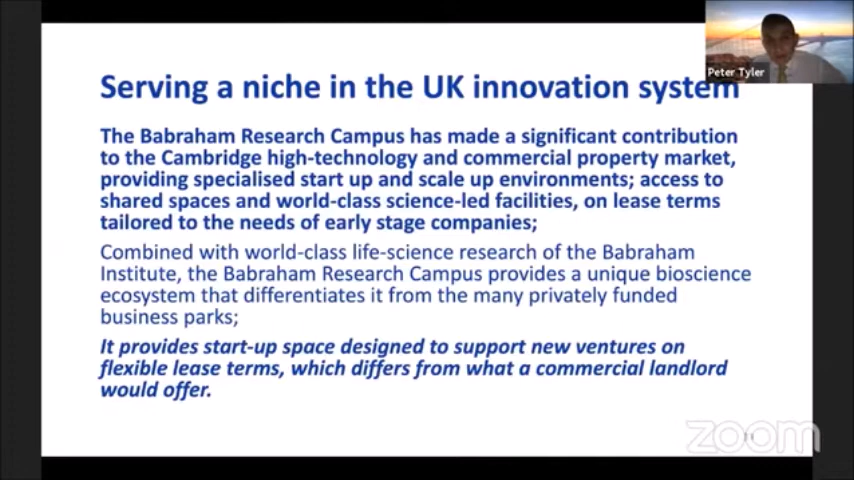 Serving a niche in the UK innovation system
Peter Tyler
The Babraham Research Campus has made a significant contribution
to the Cambridge high-technology and commercial property market,
providing specialised start up and scale up environments; access to
shared spaces and world-class science-led facilities, on lease terms
tailored to the needs of early stage companies;
Combined with world-class life-science research of the Babraham
Institute, the Babraham Research Campus provides a unique bioscience
ecosystem that differentiates it from the many privately funded
business parks;
It provides start-up space designed to support new ventures on
flexible lease terms, which differs from what a commercial landlord
would offer.
zoom